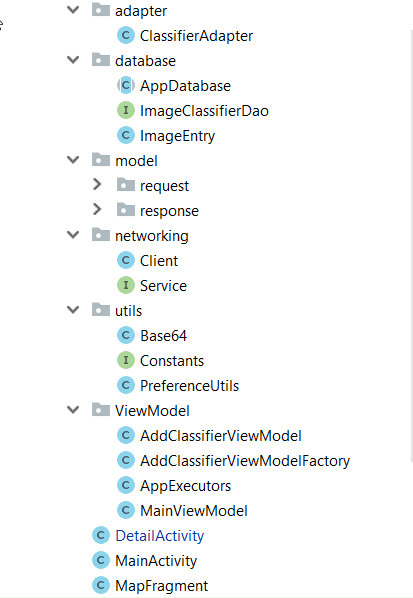 adapter
C ClassifierAdapter
database
C AppDatabase
I ImageClassifierDao
C ImageEntry
model
request
response
networking
C Client
I Service
utils
C Base64
I Constants
C PreferenceUtils
ViewModel
C AddClassifierViewModel
C AddClassifierViewModelFactory
C AppExecutors
C MainViewModel
C DetailActivity
C MainActivity
C MapFragment